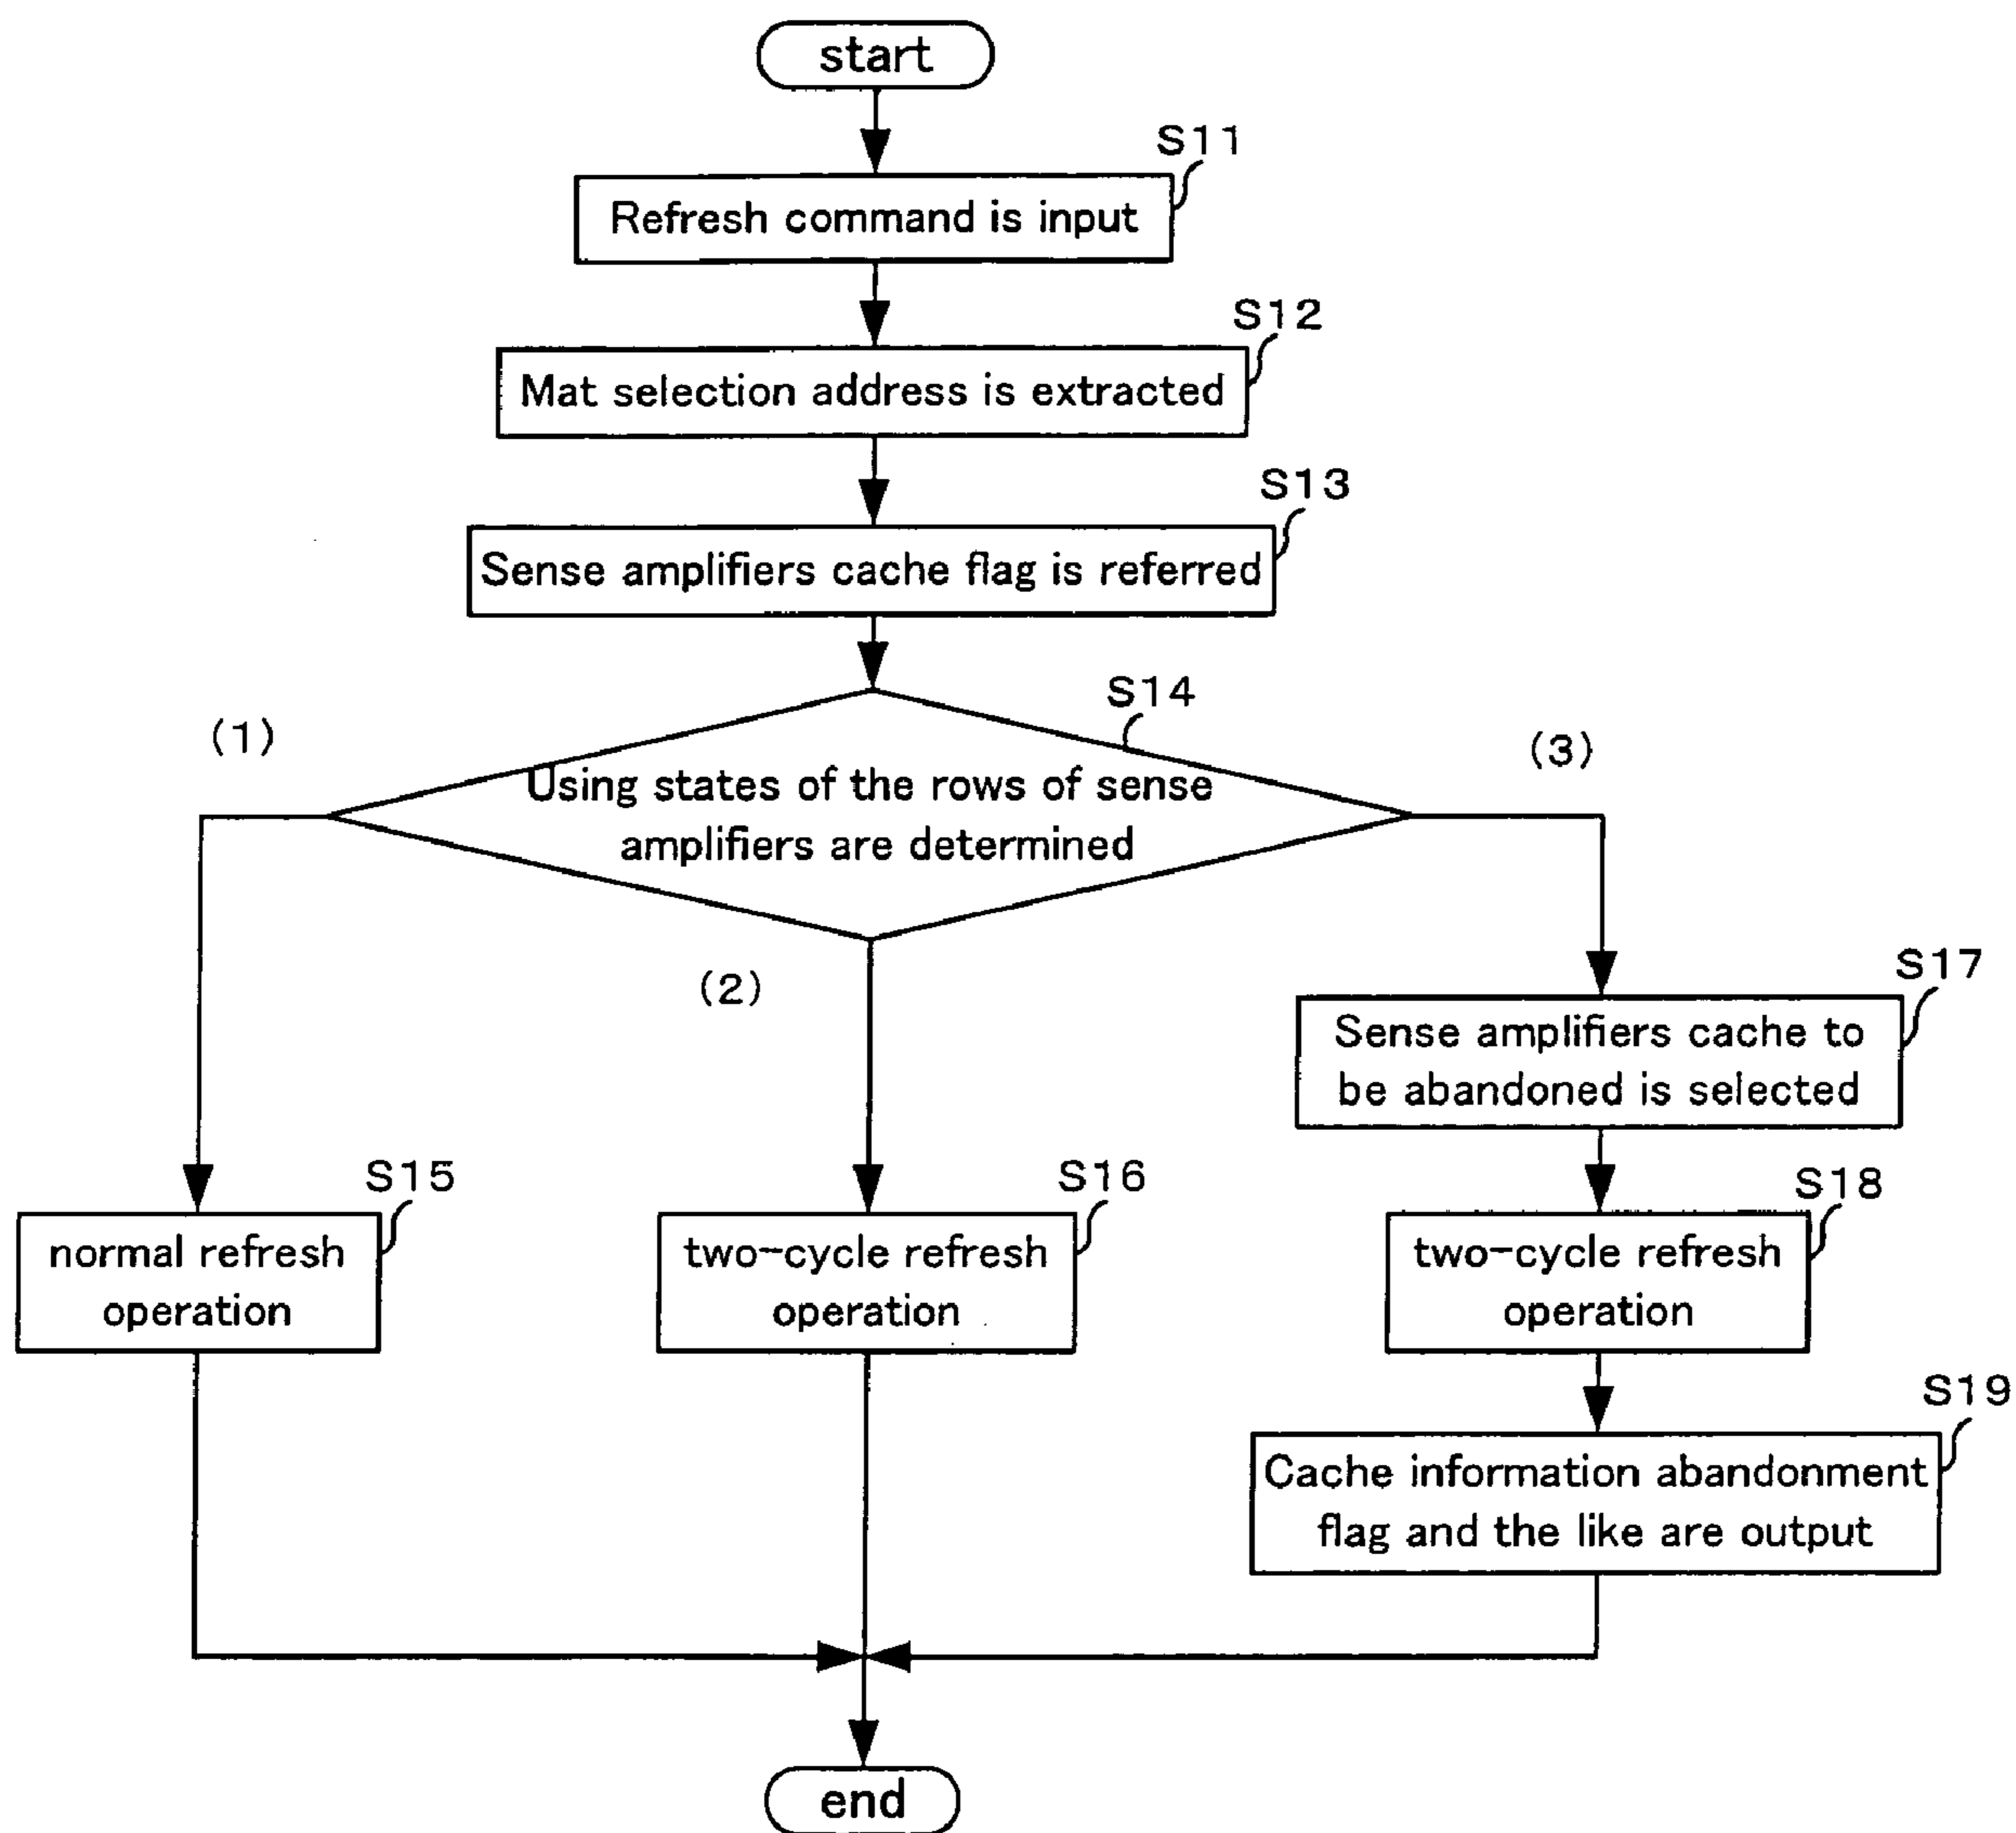 start
S11
Refresh command is input
S12
Mat selection address is extracted
S13
Sense amplifiers cache flag is referred
S14
(1)
(3)
Using states of the rows of sense
amplifiers are determined
(2)
S17
Sense amplifiers cache to
be abandoned is selected
S15
S16
S18
normal refresh
operation
two-cycle refresh
operation
two-cycle refresh
operation
S19
Cache information abandonment
flag and the like are output
end